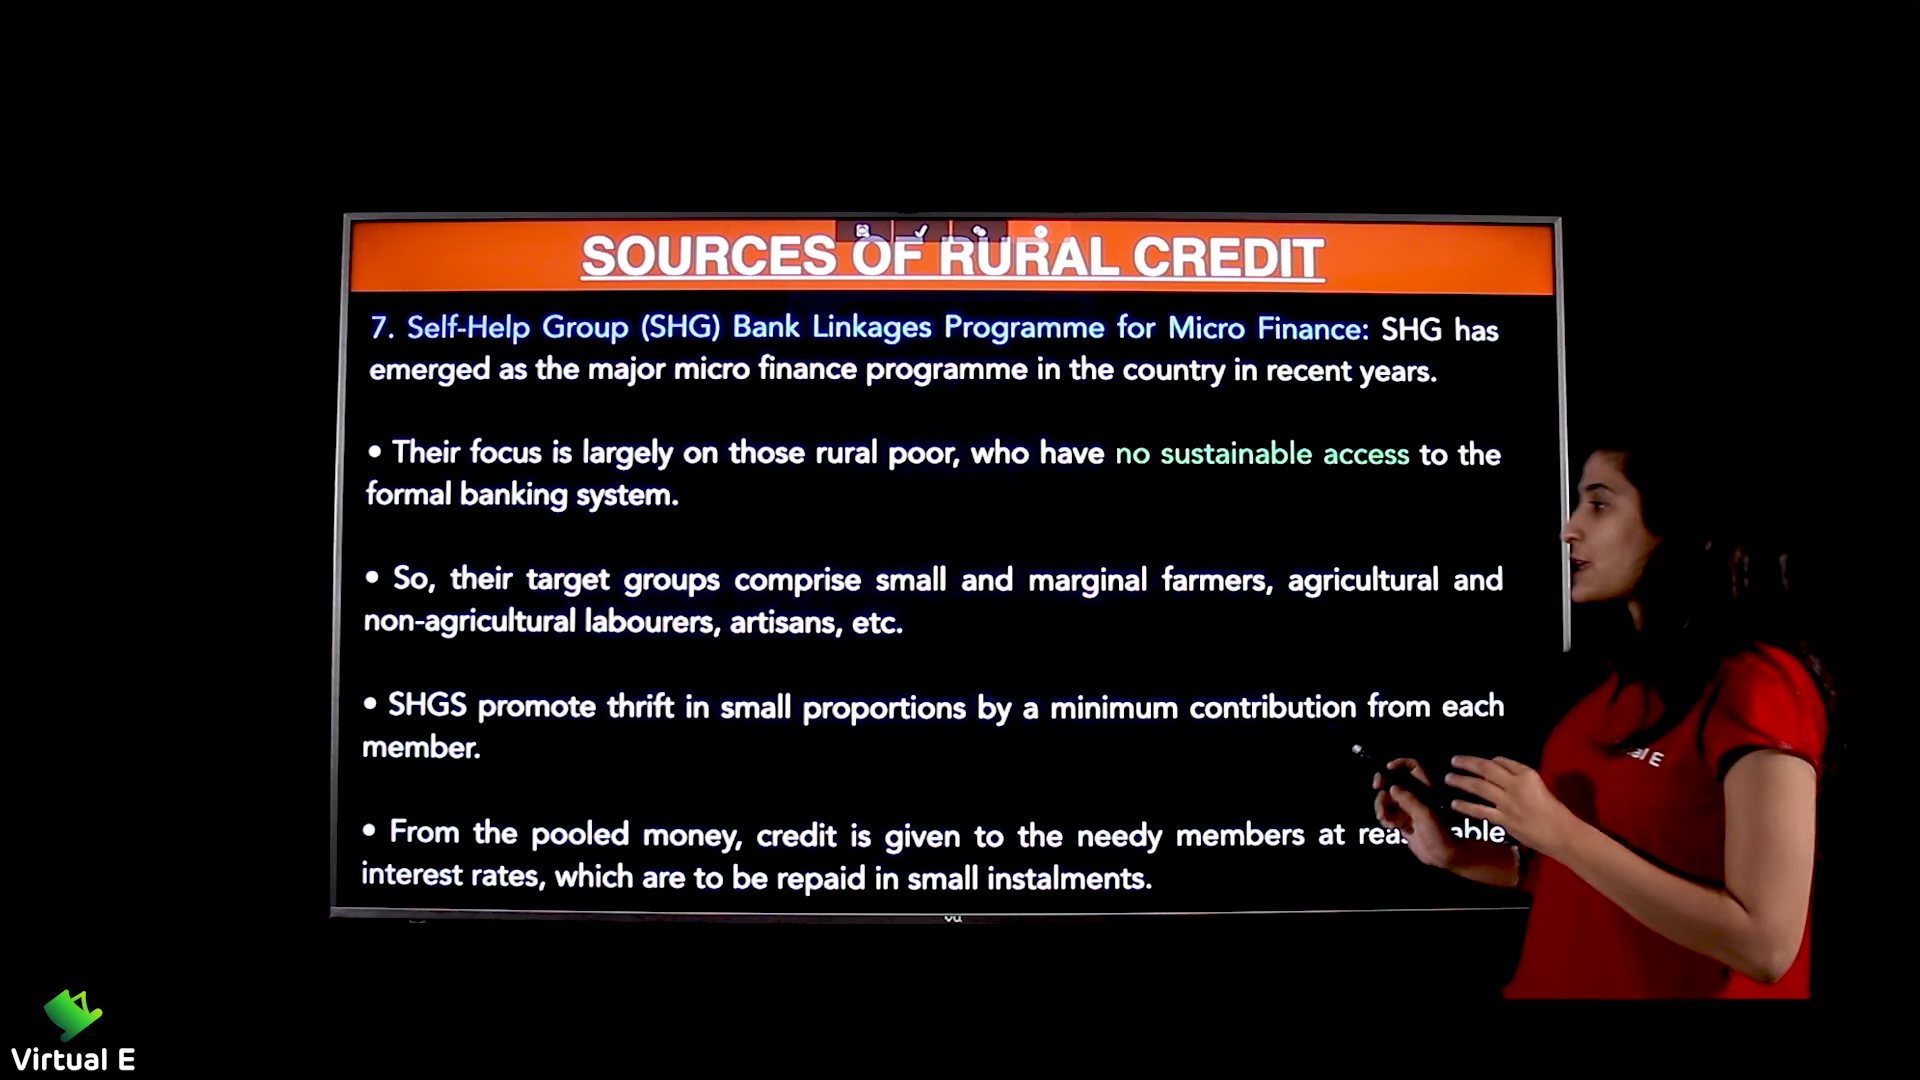 SOURCES OF RURAL CREDIT
7. Self-Help Group (SHG) Bank Linkages Programme for Micro Finance: SHG has
emerged as the major micro finance programme in the country in recent years.
• Their focus is largely on those rural poor, who have no sustainable access to the
formal banking system.
• So, their target groups comprise small and marginal farmers, agricultural and
non-agricultural labourers, artisans, etc.
• SHGS promote thrift in small proportions by a minimum contribution from each
member.
• From the pooled money, credit is given to the needy members at
interest rates, which are to be repaid in small instalments.
al E
Vu
Virtual E